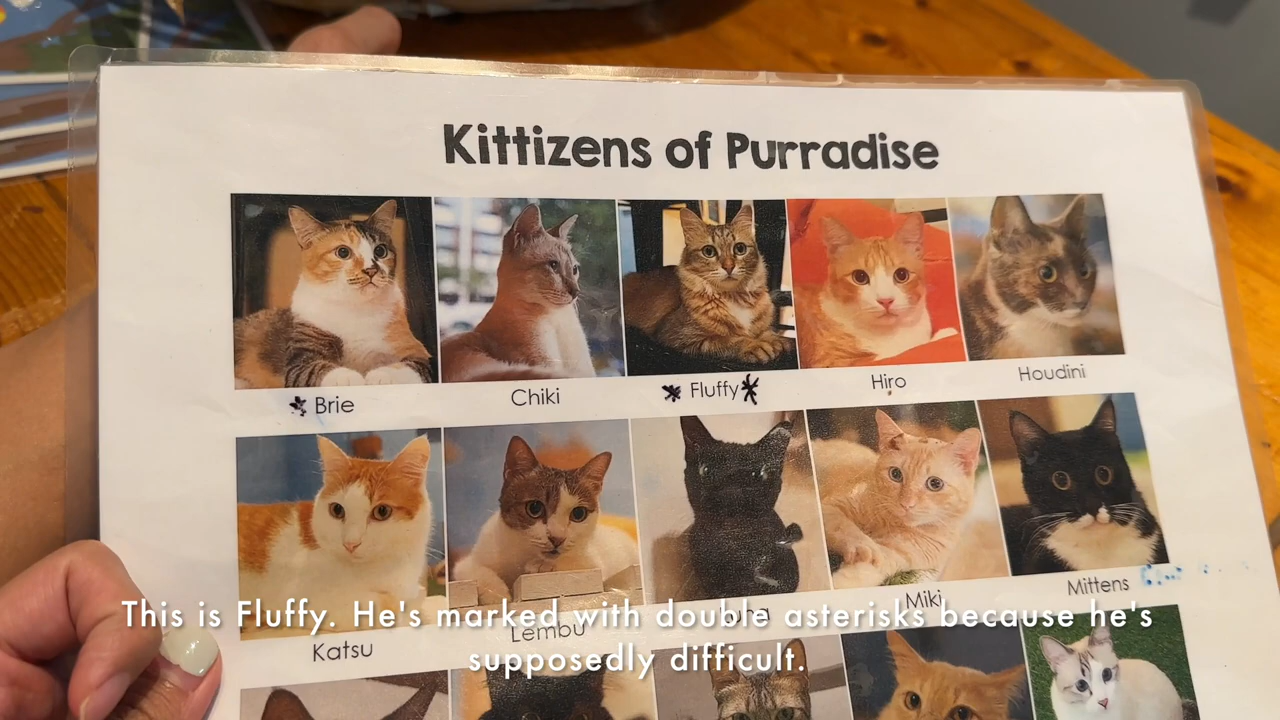 Kittizens of Purradise
* Brie
Chiki
* Fluffy *
Hiro
Houdini
Katsu
Lembu
Miki
Mittens
This is Fluffy. He's marked with double asterisks because he's
supposedly difficult.